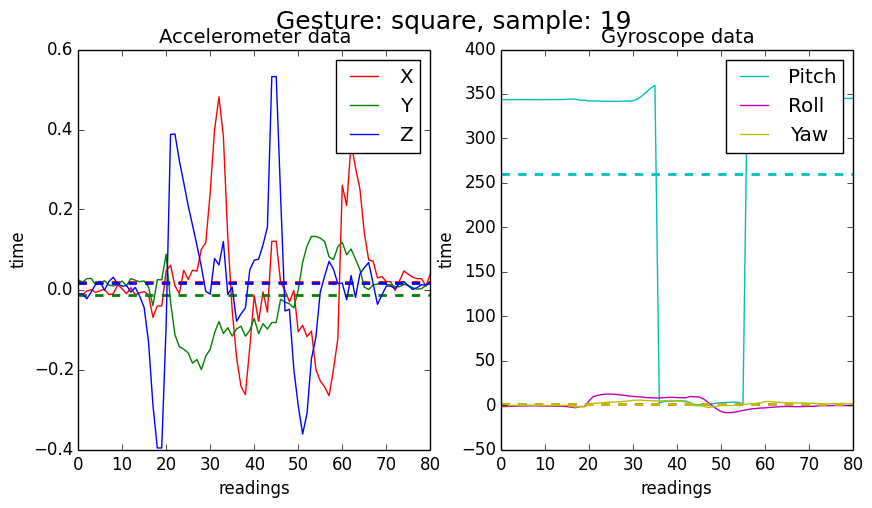 Gesture: square, sample: 19
Accelerometer data
0.6
0.4
0.2
0.0
−0.2
−0.4
0 10 20 30 40 50 60 70 80
time
readings
X
Y
Z
Gyroscope data
400
350
300
250
200
150
100
50
0
−50
0 10 20 30 40 50 60 70 80
time
readings
Pitch
Roll
Yaw